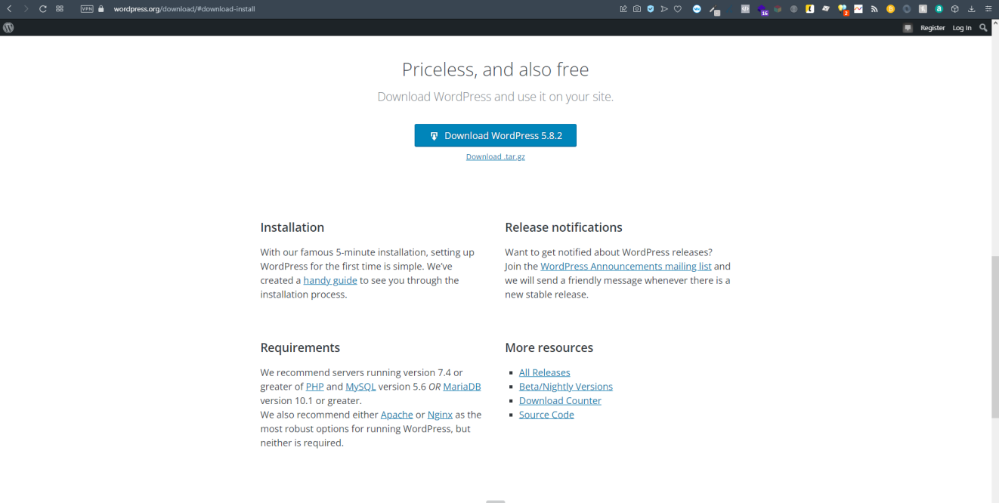 VPN
wordpress.org/download/#download-install
16
2
Register
Log In
Priceless, and also free
Download WordPress and use it on your site.
Download WordPress 5.8.2
Download .tar.gz
Installation
With our famous 5-minute installation, setting up
WordPress for the first time is simple. We’ve
created a handy guide to see you through the
installation process.
Release notifications
Want to get notified about WordPress releases?
Join the WordPress Announcements mailing list and
we will send a friendly message whenever there is a
new stable release.
Requirements
We recommend servers running version 7.4 or
greater of PHP and MySQL version 5.6 OR MariaDB
version 10.1 or greater.
We also recommend either Apache or Nginx as the
most robust options for running WordPress, but
neither is required.
More resources
All Releases
Beta/Nightly Versions
Download Counter
Source Code